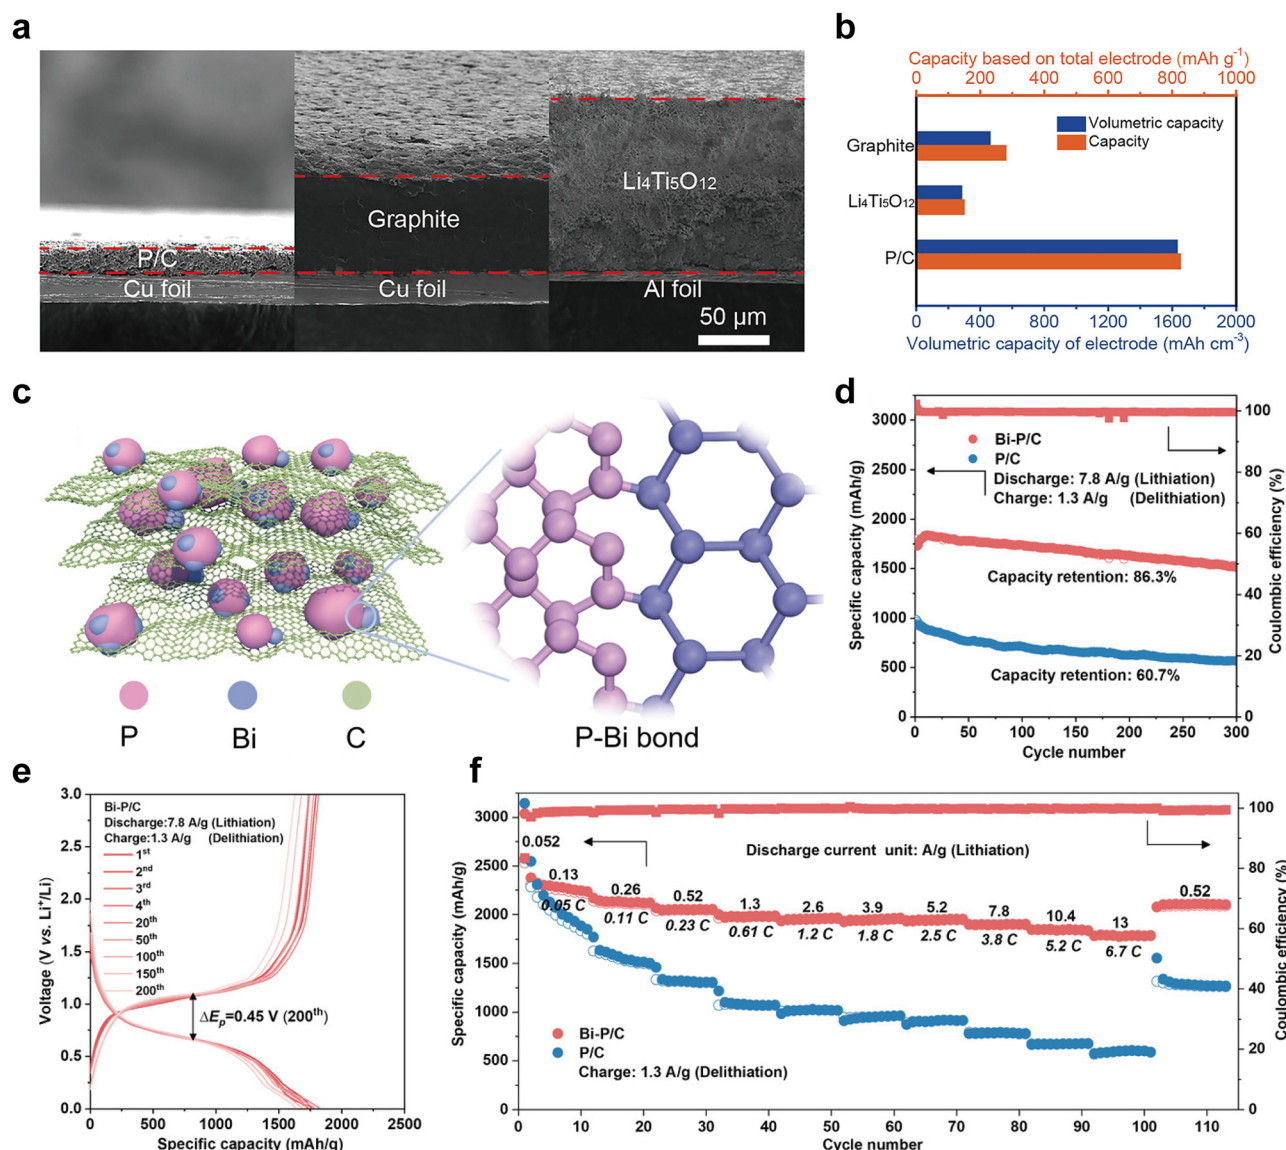 a
P/C
Cu foil
Graphite
Cu foil
Li4Ti5O12
Al foil
50 μm
b
Capacity based on total electrode (mAh g-1)
0 200 400 600 800 1000
Volumetric capacity
Capacity
Graphite
Li4Ti5O12
P/C
0 400 800 1200 1600 2000
Volumetric capacity of electrode (mAh cm-3)
c
P
Bi
C
P-Bi bond
d
Specific capacity (mAh/g)
3000
2500
2000
1500
1000
500
0
Bi-P/C
P/C
Discharge: 7.8 A/g (Lithiation)
Charge: 1.3 A/g (Delithiation)
Capacity retention: 86.3%
Capacity retention: 60.7%
100
80
60
40
20
0
Coulombic efficiency (%)
0 50 100 150 200 250 300
Cycle number
e
Voltage (V vs. Li+/Li)
3.0
2.5
2.0
1.5
1.0
0.5
0.0
Bi-P/C
Discharge:7.8 A/g (Lithiation)
Charge:1.3 A/g (Delithiation)
1st
2nd
3rd
4th
20th
50th
100th
150th
200th
ΔEp=0.45 V (200th)
0 500 1000 1500 2000 2500
Specific capacity (mAh/g)
f
Specific capacity (mAh/g)
3000
2500
2000
1500
1000
500
0
Discharge current unit: A/g (Lithiation)
0.052
0.13 0.26 0.52 1.3 2.6 3.9 5.2 7.8 10.4 13 0.52
0.05 C 0.11 C 0.23 C 0.61 C 1.2 C 1.8 C 2.5 C 3.8 C 5.2 C 6.7 C
Bi-P/C
P/C
Charge: 1.3 A/g (Delithiation)
100
80
60
40
20
0
Coulombic efficiency (%)
0 10 20 30 40 50 60 70 80 90 100 110
Cycle number